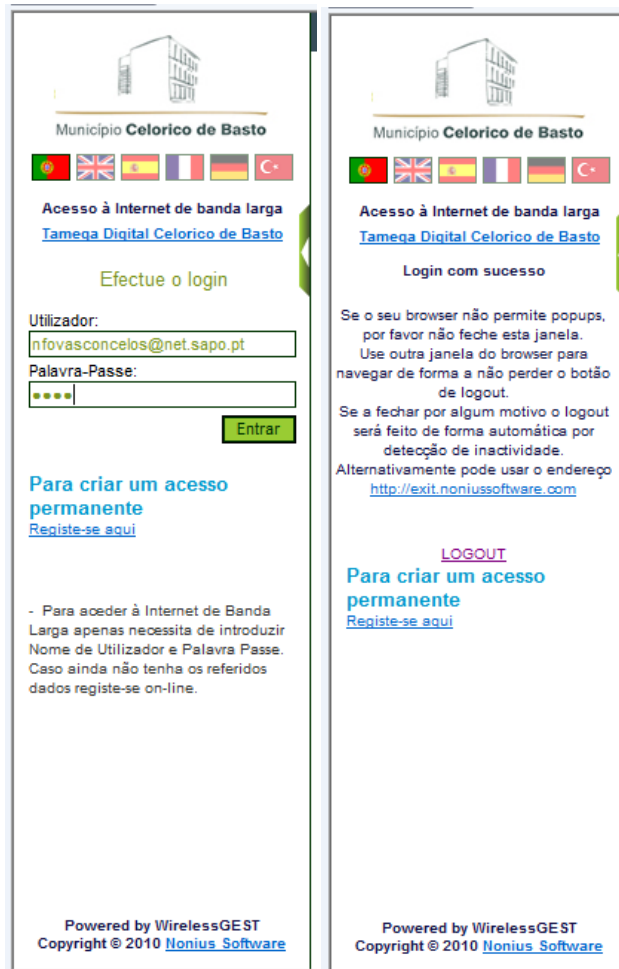 Município Celorico de Basto
Acesso à Internet de banda larga
Tamega Digital Celorico de Basto
Efectue o login
Utilizador:
nfovasconcelos@net.sapo.pt
Palavra-Passe:
••••
Entrar
Para criar um acesso
permanente
Registe-se aqui
- Para aceder à Internet de Banda
Larga apenas necessita de introduzir
Nome de Utilizador e Palavra Passe.
Caso ainda não tenha os referidos
dados registe-se on-line.
Powered by WirelessGEST
Copyright © 2010 Nonius Software
Município Celorico de Basto
Acesso à Internet de banda larga
Tamega Digital Celorico de Basto
Login com sucesso
Se o seu browser não permite popups,
por favor não feche esta janela.
Use outra janela do browser para
navegar de forma a não perder o botão
de logout.
Se a fechar por algum motivo o logout
será feito de forma automática por
detecção de inactividade.
Alternativamente pode usar o endereço
http://exit.noniussoftware.com
LOGOUT
Para criar um acesso
permanente
Registe-se aqui
Powered by WirelessGEST
Copyright © 2010 Nonius Software